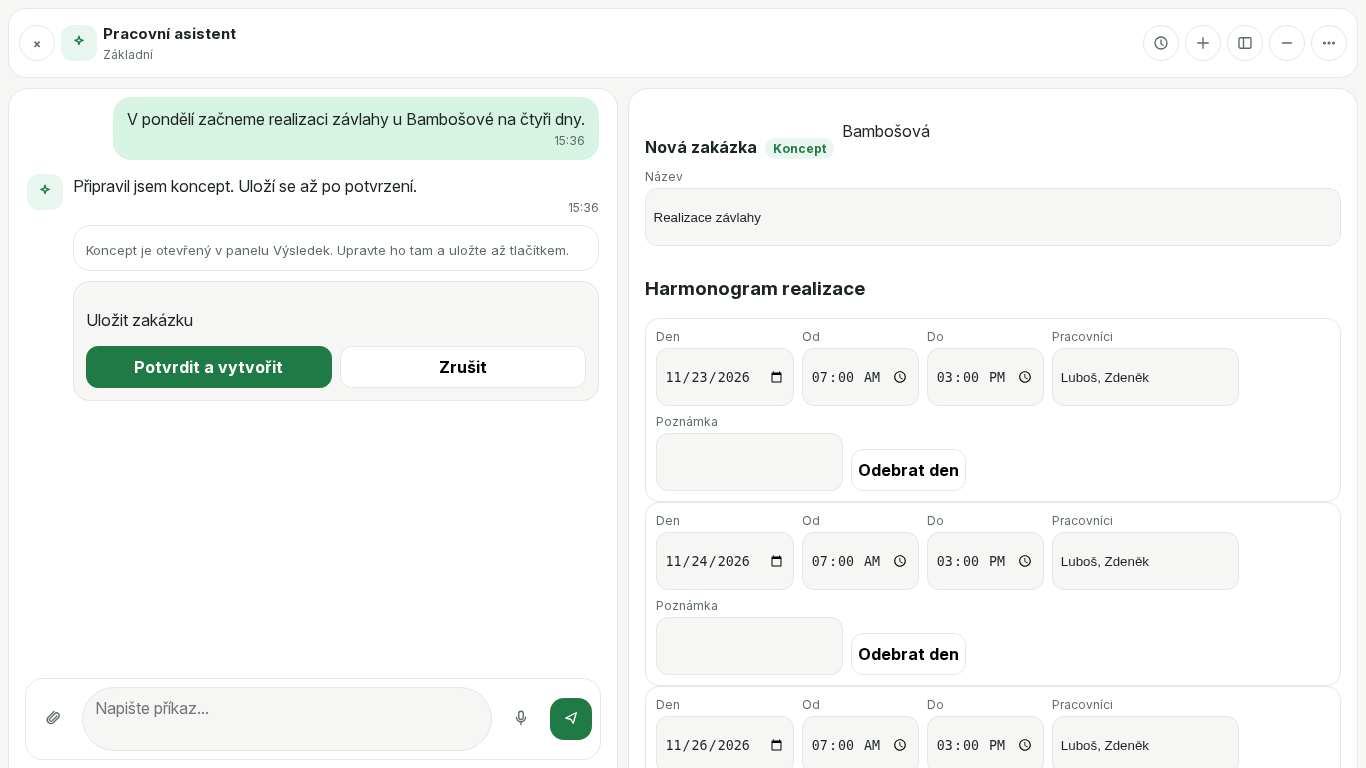 ×
Pracovní asistent
Základní
V pondělí začneme realizaci závlahy u Bambošové na čtyři dny.
15:36
Připravil jsem koncept. Uloží se až po potvrzení.
15:36
Koncept je otevřený v panelu Výsledek. Upravte ho tam a uložte až tlačítkem.
Uložit zakázku
Potvrdit a vytvořit
Zrušit
Napište příkaz...
Nová zakázka
Koncept
Bambošová
Název
Realizace závlahy
Harmonogram realizace
Den Od Do Pracovníci
11/23/2026 07:00 AM 03:00 PM Luboš, Zdeněk
Poznámka
Odebrat den
Den Od Do Pracovníci
11/24/2026 07:00 AM 03:00 PM Luboš, Zdeněk
Poznámka
Odebrat den
Den Od Do Pracovníci
11/26/2026 07:00 AM 03:00 PM Luboš, Zdeněk